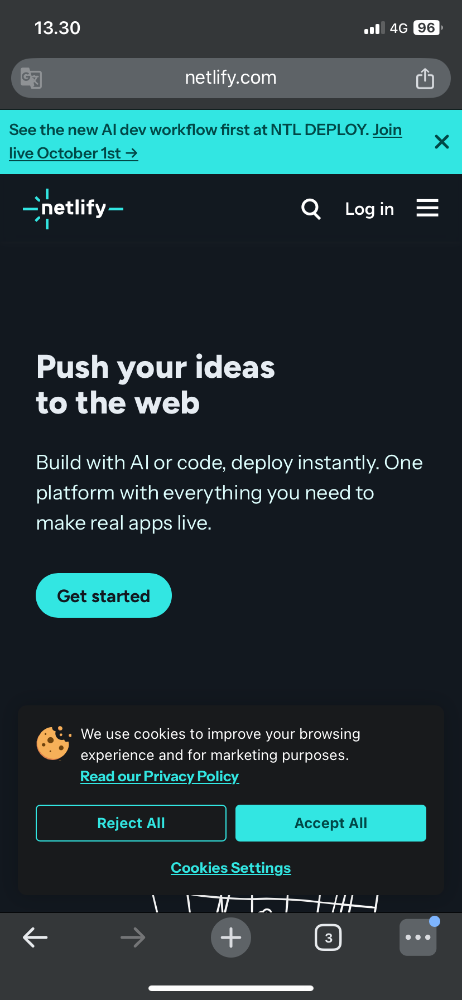 13.30
4G 96
netlify.com
See the new AI dev workflow first at NTL DEPLOY. Join
live October 1st →
netlify
Log in
Push your ideas
to the web
Build with AI or code, deploy instantly. One
platform with everything you need to
make real apps live.
Get started
We use cookies to improve your browsing
experience and for marketing purposes.
Read our Privacy Policy
Reject All
Accept All
Cookies Settings
3